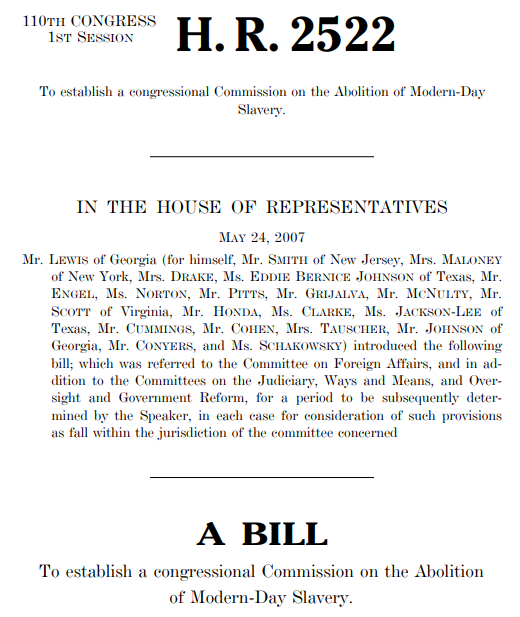 110TH CONGRESS
1ST SESSION
H. R. 2522
To establish a congressional Commission on the Abolition of Modern-Day
Slavery.
IN THE HOUSE OF REPRESENTATIVES
MAY 24, 2007
Mr. LEWIS of Georgia (for himself, Mr. SMITH of New Jersey, Mrs. MALONEY
of New York, Mrs. DRAKE, Ms. EDDIE BERNICE JOHNSON of Texas, Mr.
ENGEL, Ms. NORTON, Mr. PITTS, Mr. GRIJALVA, Mr. MCNULTY, Mr.
SCOTT of Virginia, Mr. HONDA, Ms. CLARKE, Ms. JACKSON-LEE of
Texas, Mr. CUMMINGS, Mr. COHEN, Mrs. TAUSCHER, Mr. JOHNSON of
Georgia, Mr. CONYERS, and Ms. SCHAKOWSKY) introduced the following
bill; which was referred to the Committee on Foreign Affairs, and in ad-
dition to the Committees on the Judiciary, Ways and Means, and Over-
sight and Government Reform, for a period to be subsequently deter-
mined by the Speaker, in each case for consideration of such provisions
as fall within the jurisdiction of the committee concerned
A BILL
To establish a congressional Commission on the Abolition
of Modern-Day Slavery.